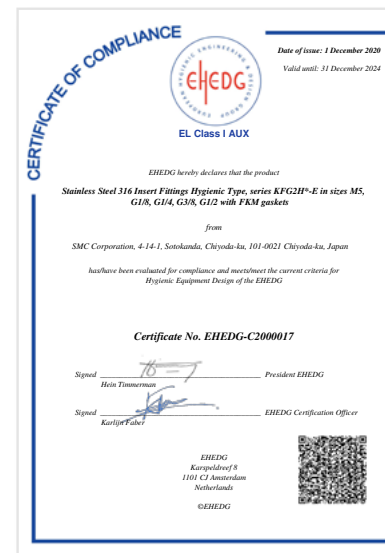 CERTIFICATE OF COMPLIANCE
EUROPEAN HYGIENIC ENGINEERING & DESIGN GROUP
EHEDG
Date of issue: 1 December 2020
Valid until: 31 December 2024
EL Class I AUX
EHEDG hereby declares that the product
Stainless Steel 316 Insert Fittings Hygienic Type, series KFG2H*-E in sizes M5,
G1/8, G1/4, G3/8, G1/2 with FKM gaskets
from
SMC Corporation, 4-14-1, Sotokanda, Chiyoda-ku, 101-0021 Chiyoda-ku, Japan
has/have been evaluated for compliance and meets/meet the current criteria for
Hygienic Equipment Design of the EHEDG
Certificate No. EHEDG-C2000017
Signed President EHEDG
Hein Timmerman
Signed EHEDG Certification Officer
Karlijn Faber
EHEDG
Karspeldreef 8
1101 CJ Amsterdam
Netherlands
©EHEDG